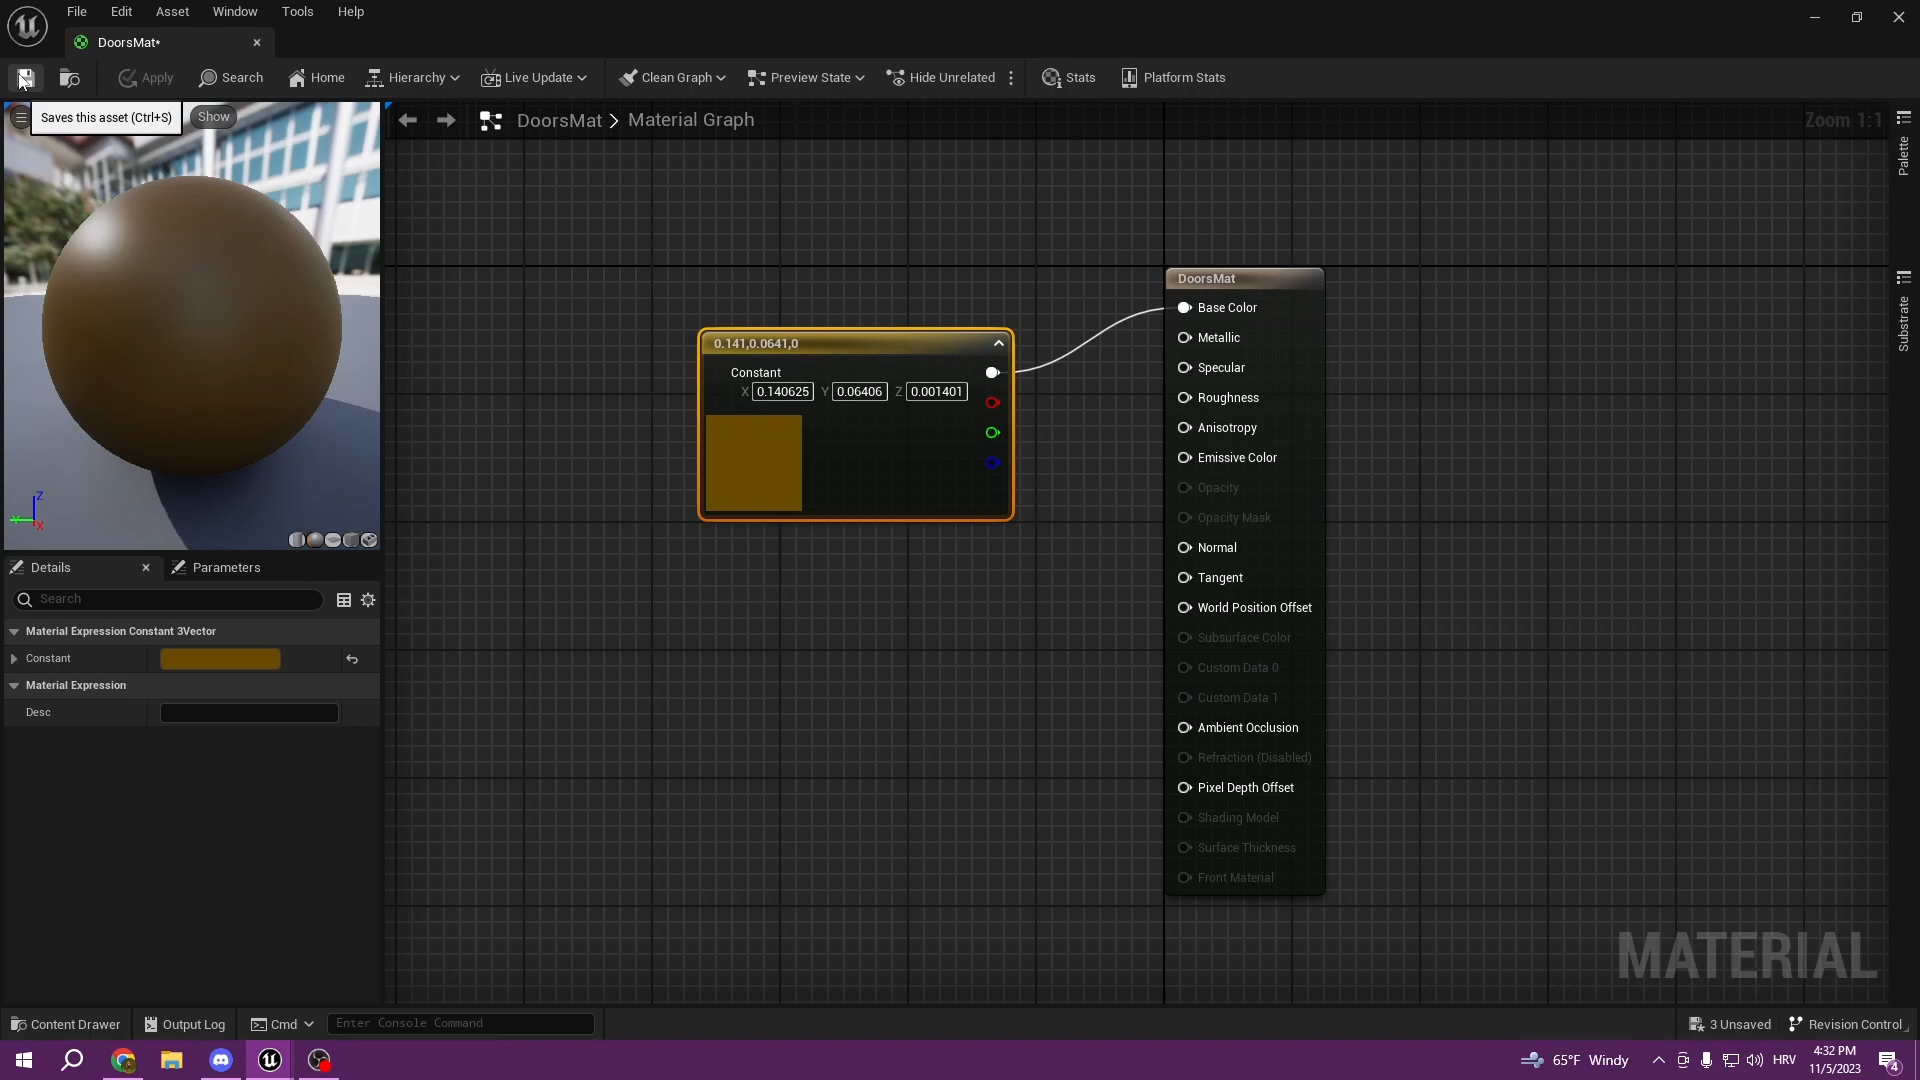 File Edit Asset Window Tools Help
DoorsMat*
Apply Search Home Hierarchy Live Update Clean Graph Preview State Hide Unrelated Stats Platform Stats
Saves this asset (Ctrl+S) Show
DoorsMat > Material Graph Zoom 1:1
Palette
Substrate
DoorsMat
Base Color
Metallic
Specular
Roughness
Anisotropy
Emissive Color
Opacity
Opacity Mask
Normal
Tangent
World Position Offset
Subsurface Color
Custom Data 0
Custom Data 1
Ambient Occlusion
Refraction (Disabled)
Pixel Depth Offset
Shading Model
Surface Thickness
Front Material
0.141,0.0641,0
Constant
X 0.140625 Y 0.06406 Z 0.001401
Z
Y
X
Details Parameters
Search
Material Expression Constant 3Vector
Constant
Material Expression
Desc
MATERIAL
Content Drawer Output Log Cmd Enter Console Command 3 Unsaved Revision Control
65°F Windy HRV 4:32 PM
11/5/2023
4